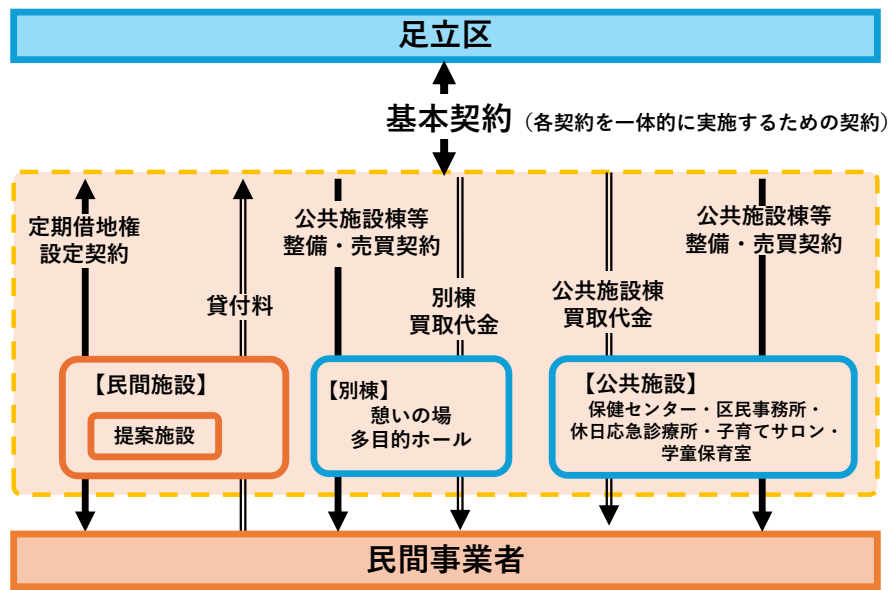 足立区
基本契約（各契約を一体的に実施するための契約）
定期借地権
設定契約
貸付料
公共施設棟等
整備・売買契約
別棟
買取代金
公共施設棟
買取代金
公共施設棟等
整備・売買契約
【民間施設】
提案施設
【別棟】
憩いの場
多目的ホール
【公共施設】
保健センター・区民事務所・
休日応急診療所・子育てサロン・
学童保育室
民間事業者